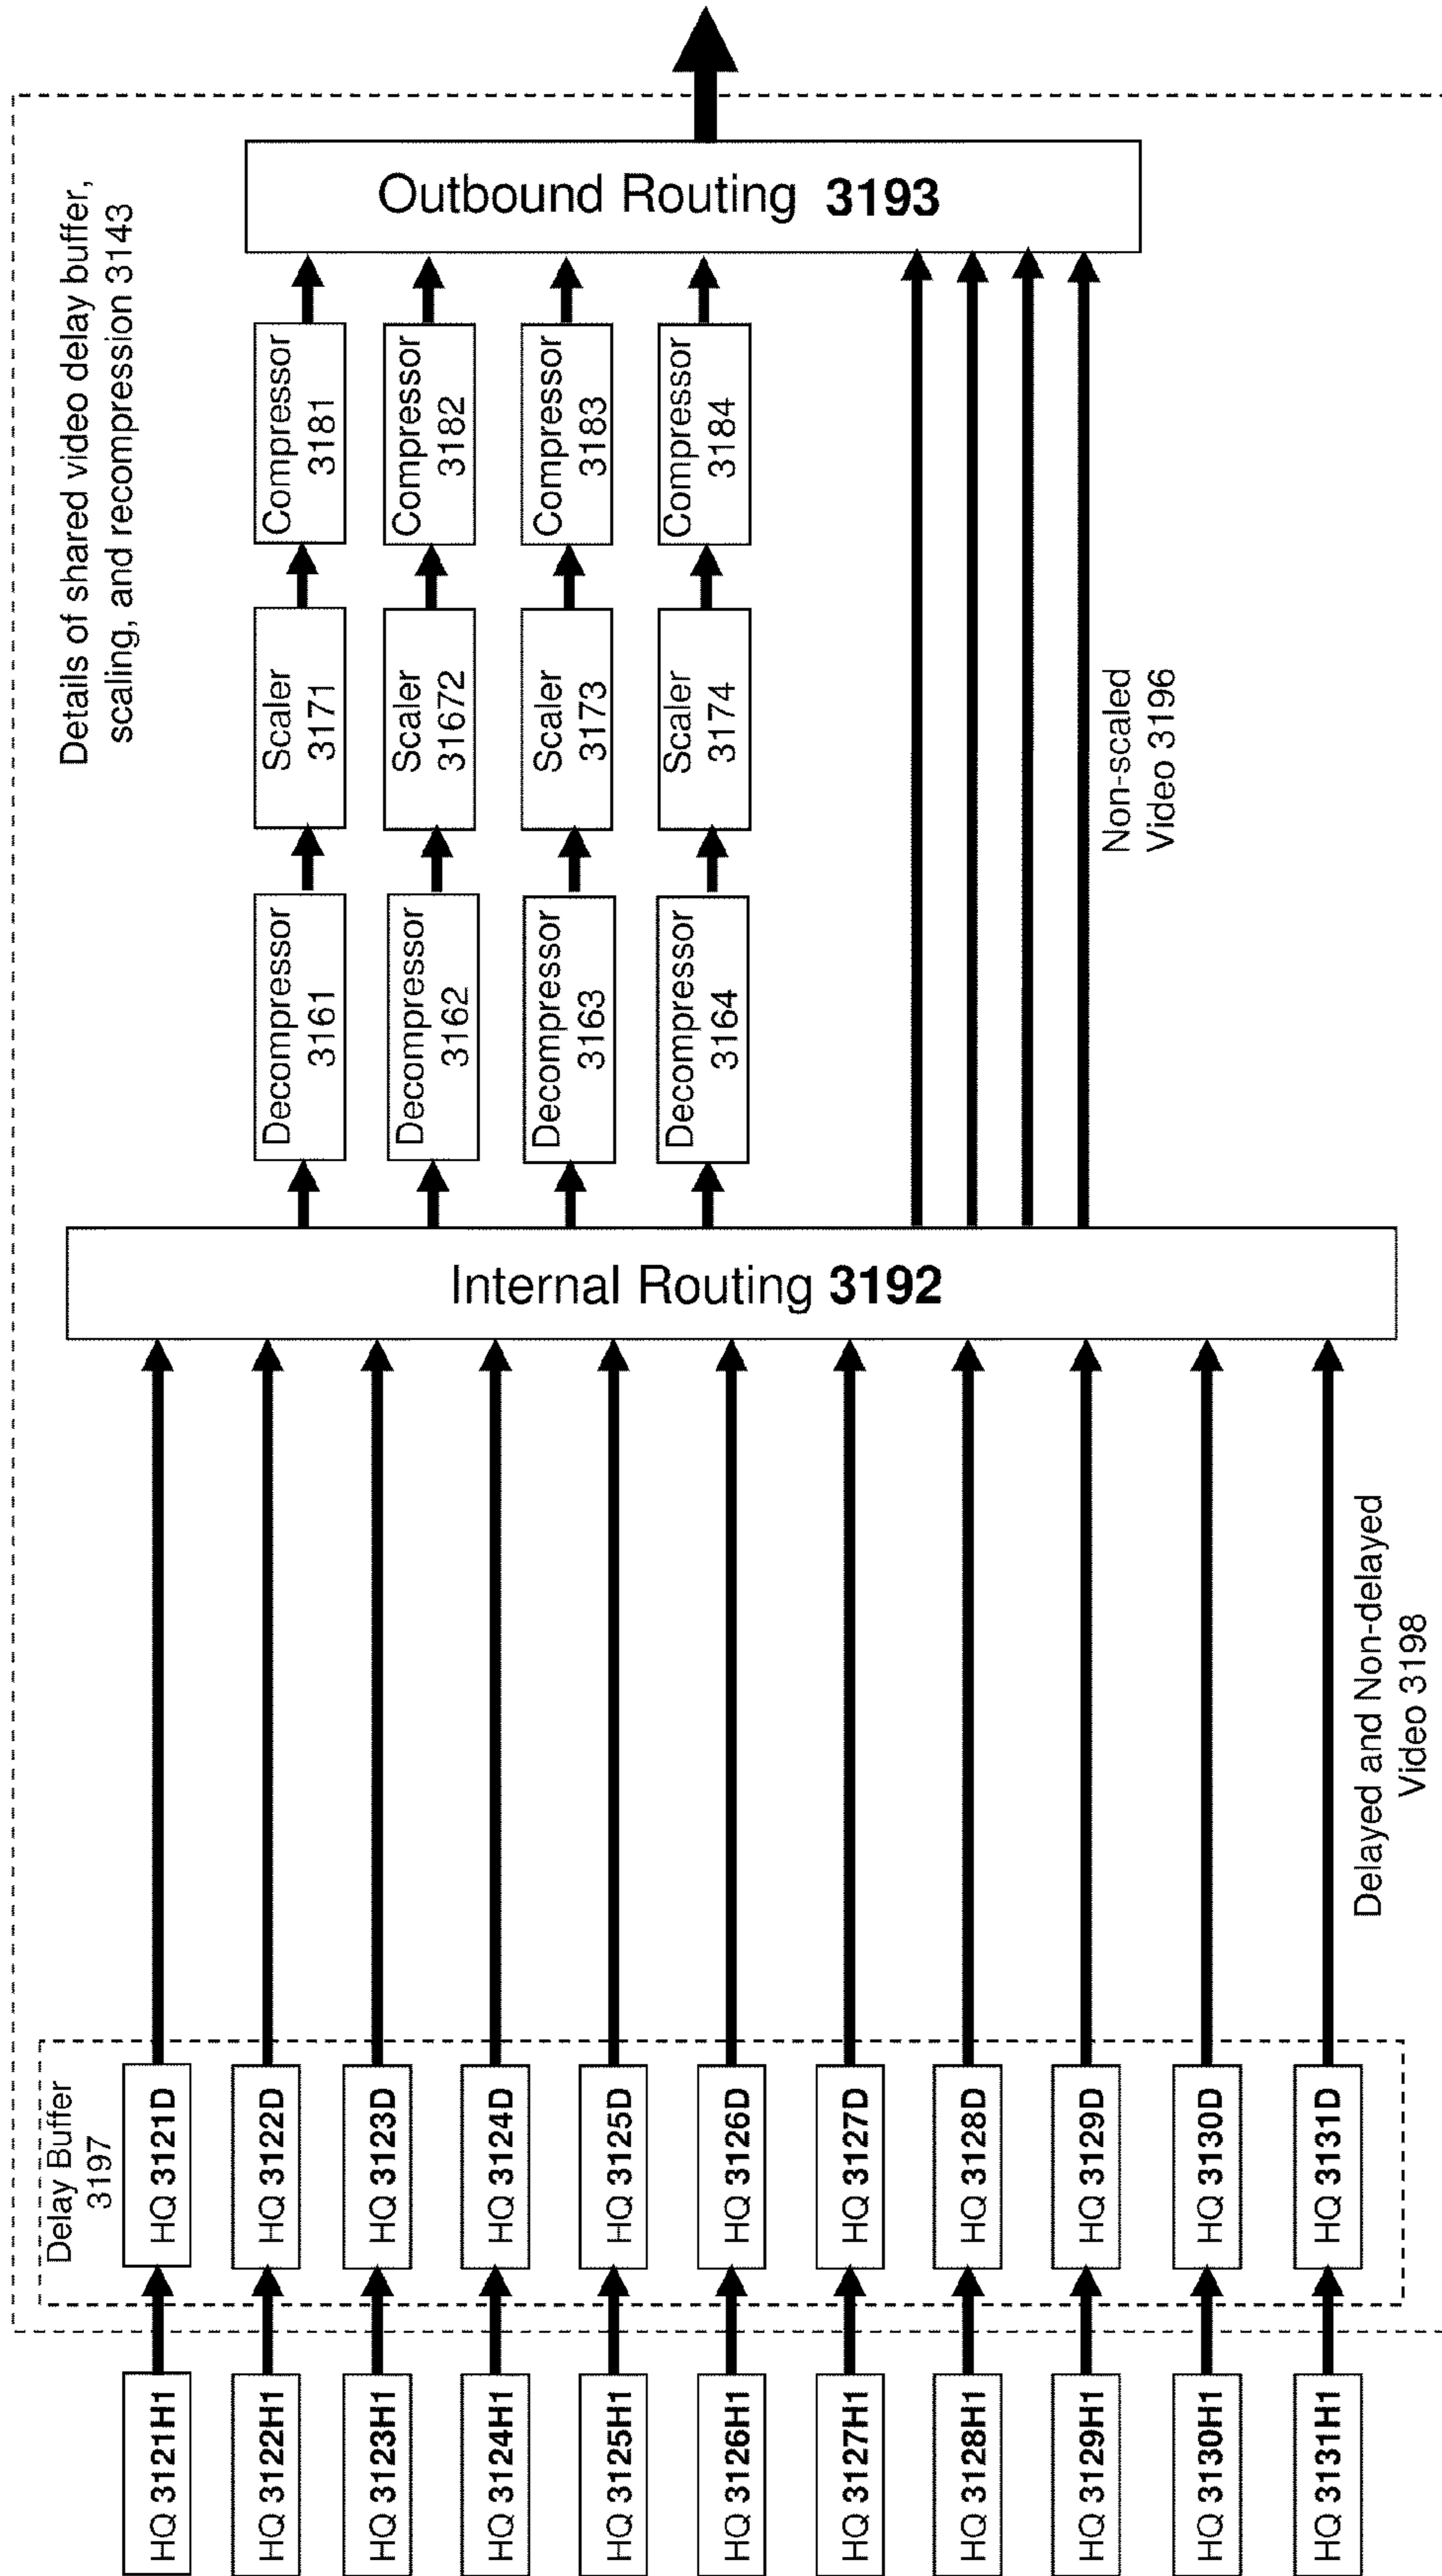 Details of shared video delay buffer,
scaling, and recompression 3143
Delay Buffer
3197
HQ 3121H1
HQ 3121D
HQ 3122H1
HQ 3122D
HQ 3123H1
HQ 3123D
HQ 3124H1
HQ 3124D
HQ 3125H1
HQ 3125D
HQ 3126H1
HQ 3126D
HQ 3127H1
HQ 3127D
HQ 3128H1
HQ 3128D
HQ 3129H1
HQ 3129D
HQ 3130H1
HQ 3130D
HQ 3131H1
HQ 3131D
Delayed and Non-delayed
Video 3198
Internal Routing 3192
Decompressor
3161
Scaler
3171
Compressor
3181
Decompressor
3162
Scaler
31672
Compressor
3182
Decompressor
3163
Scaler
3173
Compressor
3183
Decompressor
3164
Scaler
3174
Compressor
3184
Non-scaled
Video 3196
Outbound Routing 3193